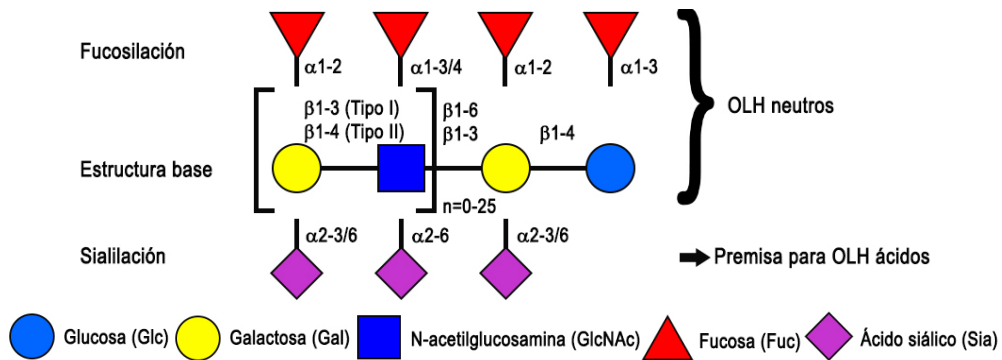 Fucosilación
α1-2
α1-3/4
α1-2
α1-3
OLH neutros
β1-3 (Tipo I)
β1-4 (Tipo II)
β1-6
β1-3
β1-4
Estructura base
n=0-25
α2-3/6
α2-6
α2-3/6
Sialilación
Premisa para OLH ácidos
Glucosa (Glc)
Galactosa (Gal)
N-acetilglucosamina (GlcNAc)
Fucosa (Fuc)
Ácido siálico (Sia)